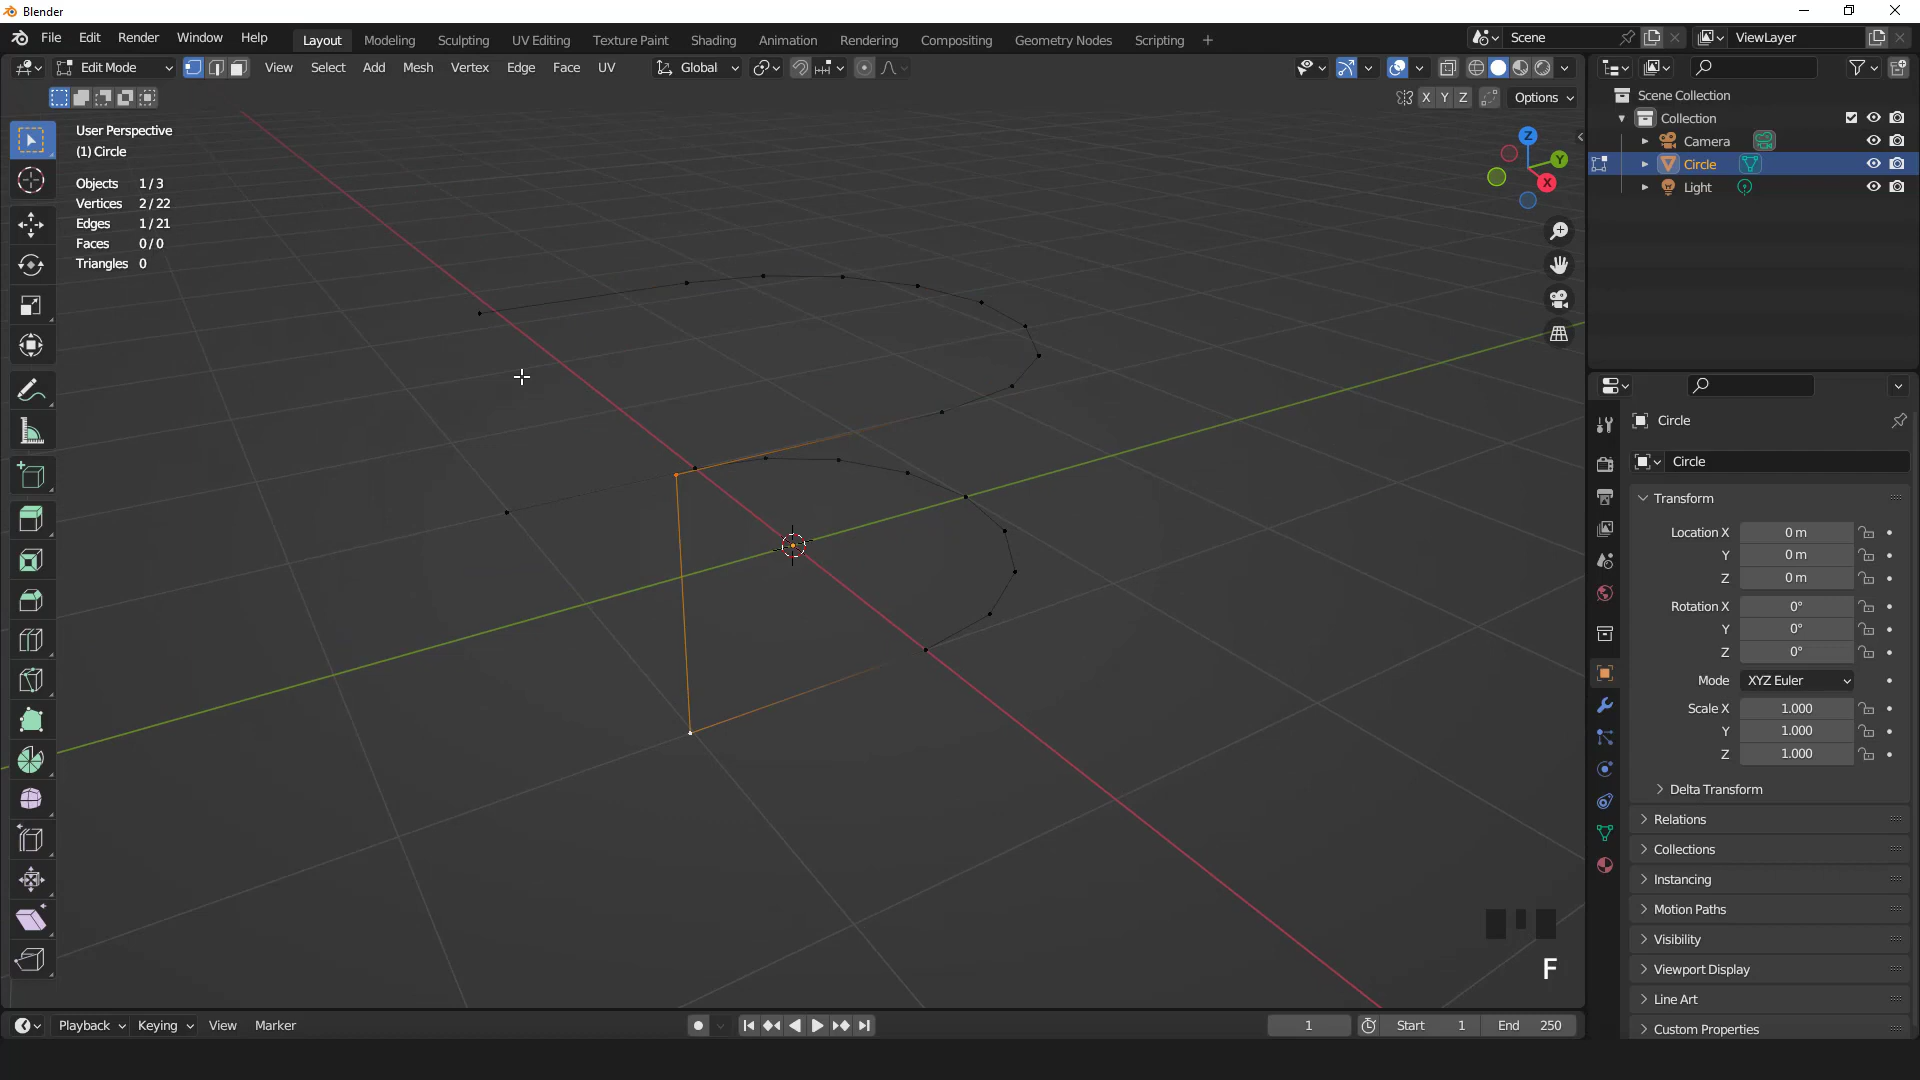 Blender
File Edit Render Window Help
Layout Modeling Sculpting UV Editing Texture Paint Shading Animation Rendering Compositing Geometry Nodes Scripting +
Scene
ViewLayer
Edit Mode
View Select Add Mesh Vertex Edge Face UV
Global
X Y Z
Options
User Perspective
(1) Circle
Objects 1 / 3
Vertices 2 / 22
Edges 1 / 21
Faces 0 / 0
Triangles 0
Z
Y
X
Scene Collection
Collection
Camera
Circle
Light
Circle
Circle
Transform
Location X 0 m
Y 0 m
Z 0 m
Rotation X 0°
Y 0°
Z 0°
Mode XYZ Euler
Scale X 1.000
Y 1.000
Z 1.000
Delta Transform
Relations
Collections
Instancing
Motion Paths
Visibility
Viewport Display
Line Art
Custom Properties
F
Playback Keying View Marker
1
Start 1
End 250